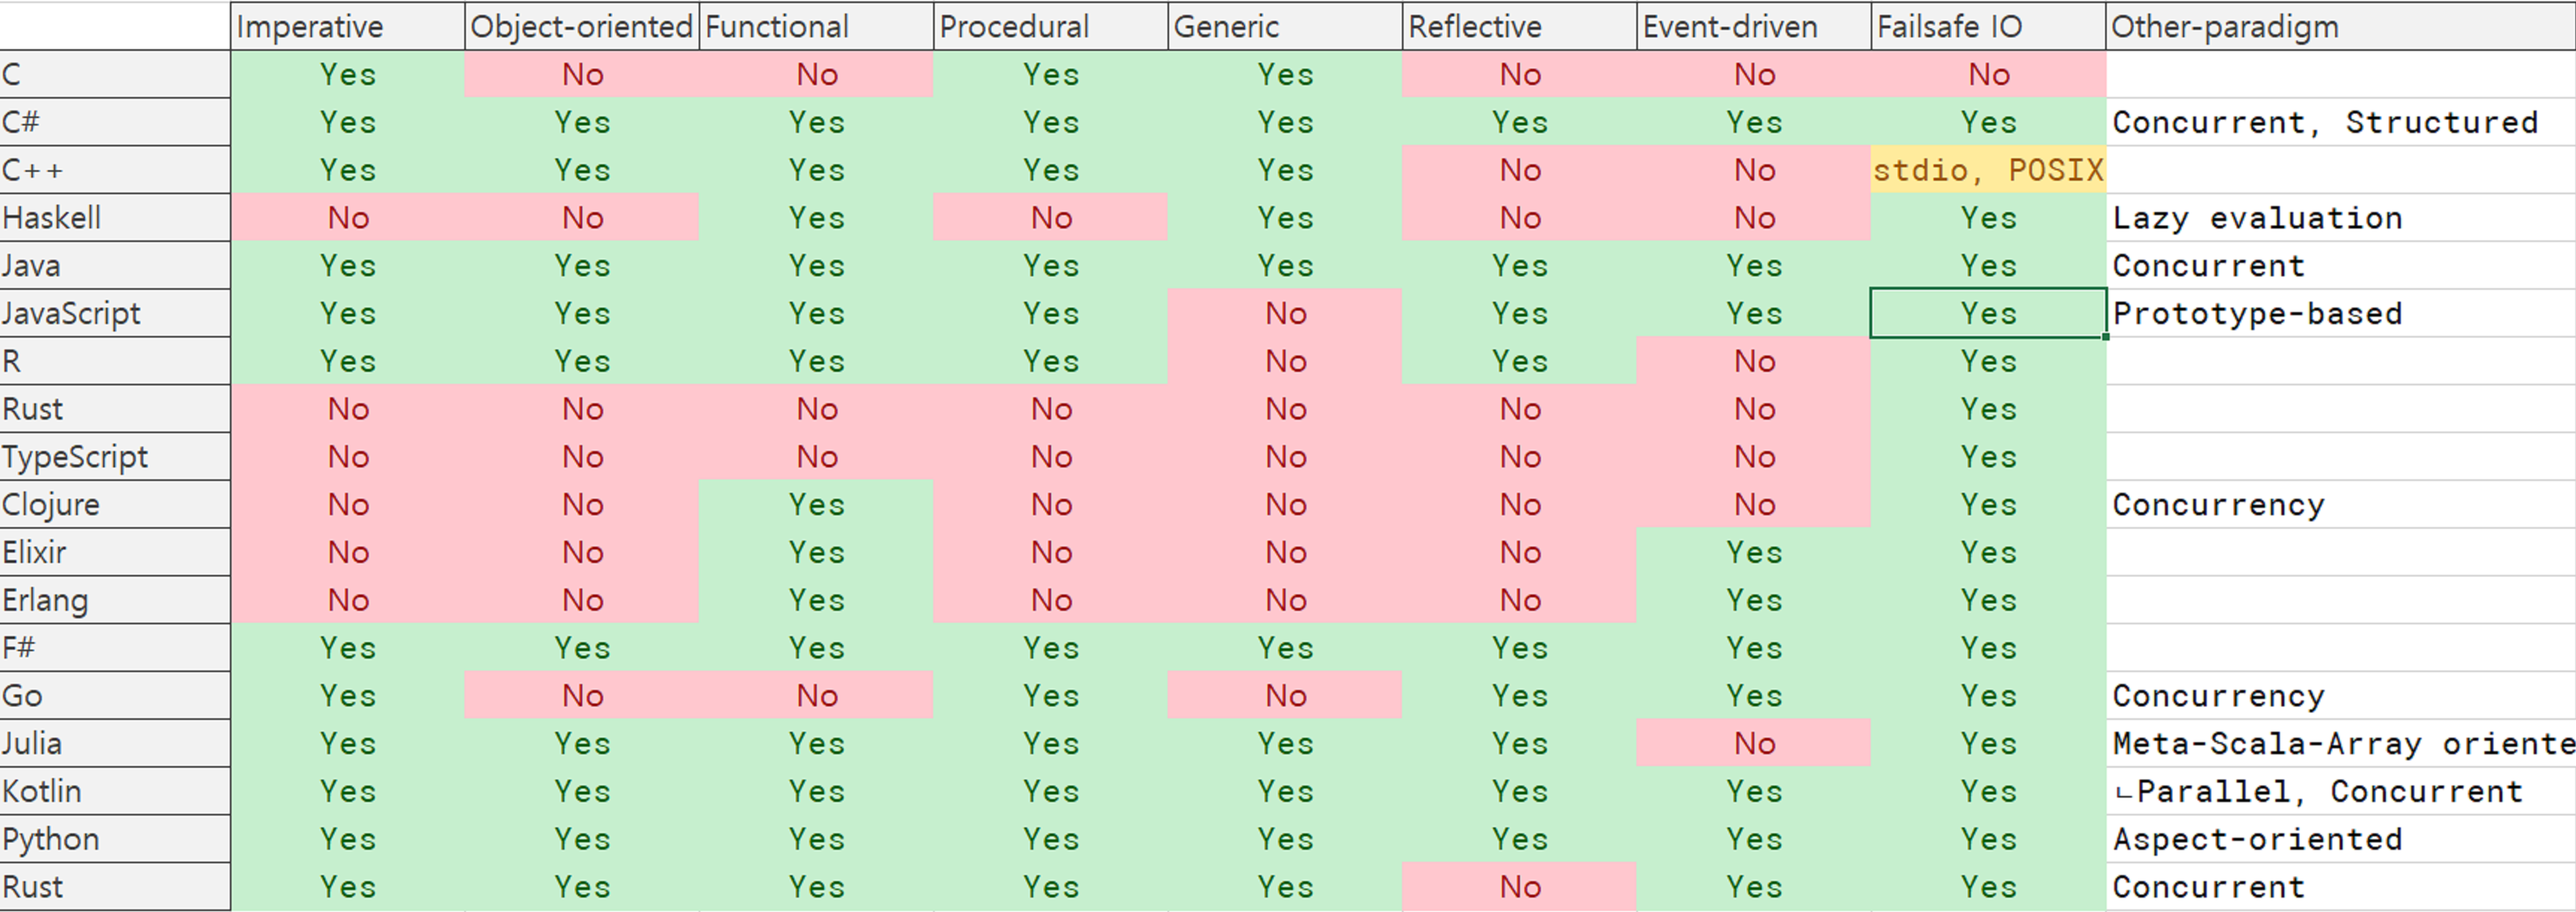 Imperative Object-oriented Functional Procedural Generic Reflective Event-driven Failsafe IO Other-paradigm
C Yes No No Yes Yes No No No
C# Yes Yes Yes Yes Yes Yes Yes Yes Concurrent, Structured
C++ Yes Yes Yes Yes Yes No No stdio, POSIX
Haskell No No Yes No Yes No No Yes Lazy evaluation
Java Yes Yes Yes Yes Yes Yes Yes Yes Concurrent
JavaScript Yes Yes Yes Yes No Yes Yes Yes Prototype-based
R Yes Yes Yes Yes No Yes No Yes
Rust No No No No No No No Yes
TypeScript No No No No No No No Yes
Clojure No No Yes No No No No Yes Concurrency
Elixir No No Yes No No No Yes Yes
Erlang No No Yes No No No Yes Yes
F# Yes Yes Yes Yes Yes Yes Yes Yes
Go Yes No No Yes No Yes Yes Yes Concurrency
Julia Yes Yes Yes Yes Yes Yes No Yes Meta-Scala-Array oriente
Kotlin Yes Yes Yes Yes Yes Yes Yes Yes ㄴParallel, Concurrent
Python Yes Yes Yes Yes Yes Yes Yes Yes Aspect-oriented
Rust Yes Yes Yes Yes Yes No Yes Yes Concurrent